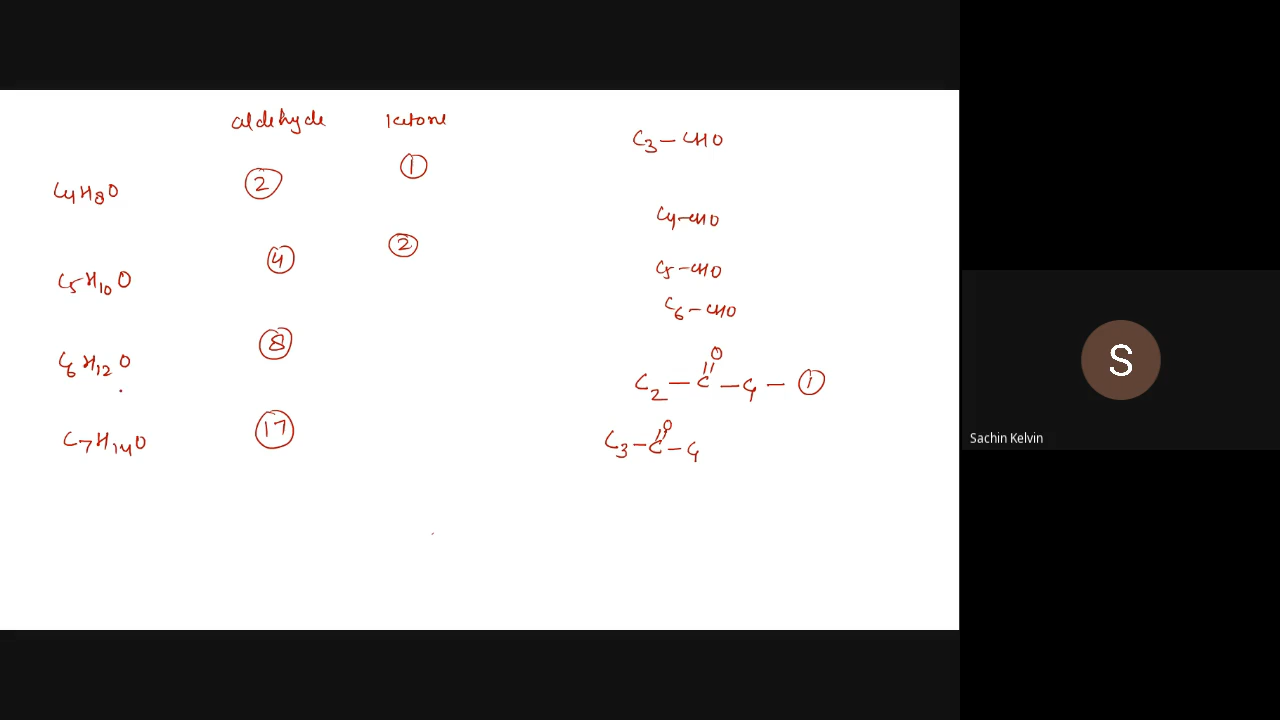 aldehyde ketone
C4H8O 2 1 C3 - CHO
C5H10O 4 2 C4 - CHO
C5 - CHO
C6H12O 8 C6 - CHO
O
C2 - C - C1 - 1
C7H14O 17
O
C3 - C - C1
S
Sachin Kelvin